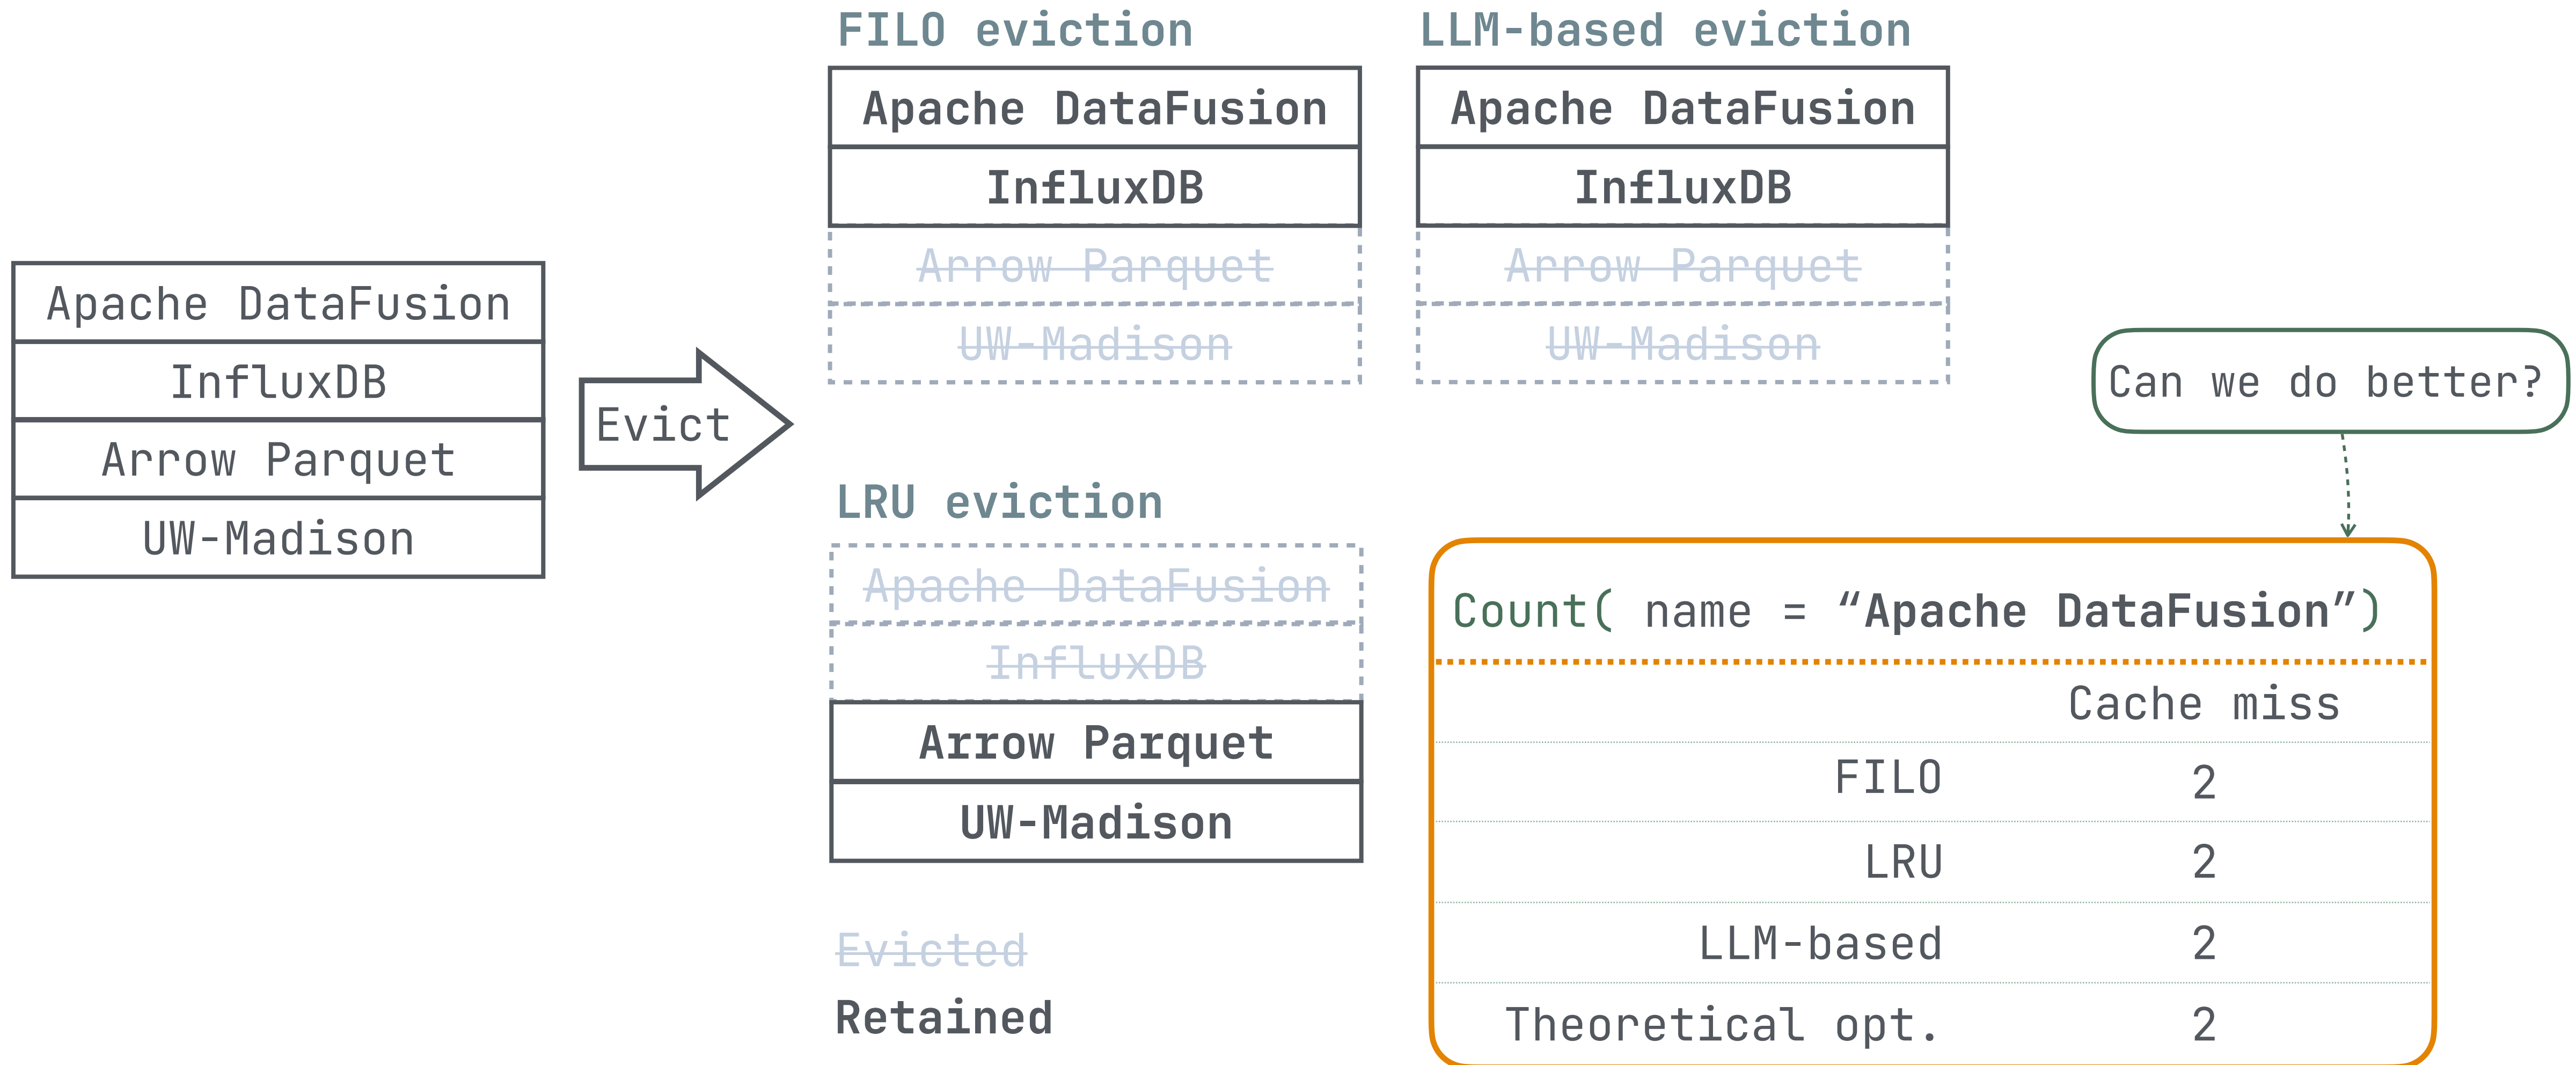 Apache DataFusion
InfluxDB
Arrow Parquet
UW-Madison
Evict
FILO eviction
Apache DataFusion
InfluxDB
Arrow Parquet
UW-Madison
LLM-based eviction
Apache DataFusion
InfluxDB
Arrow Parquet
UW-Madison
LRU eviction
Apache DataFusion
InfluxDB
Arrow Parquet
UW-Madison
Evicted
Retained
Can we do better?
Count( name = “Apache DataFusion”)
Cache miss
FILO 2
LRU 2
LLM-based 2
Theoretical opt. 2